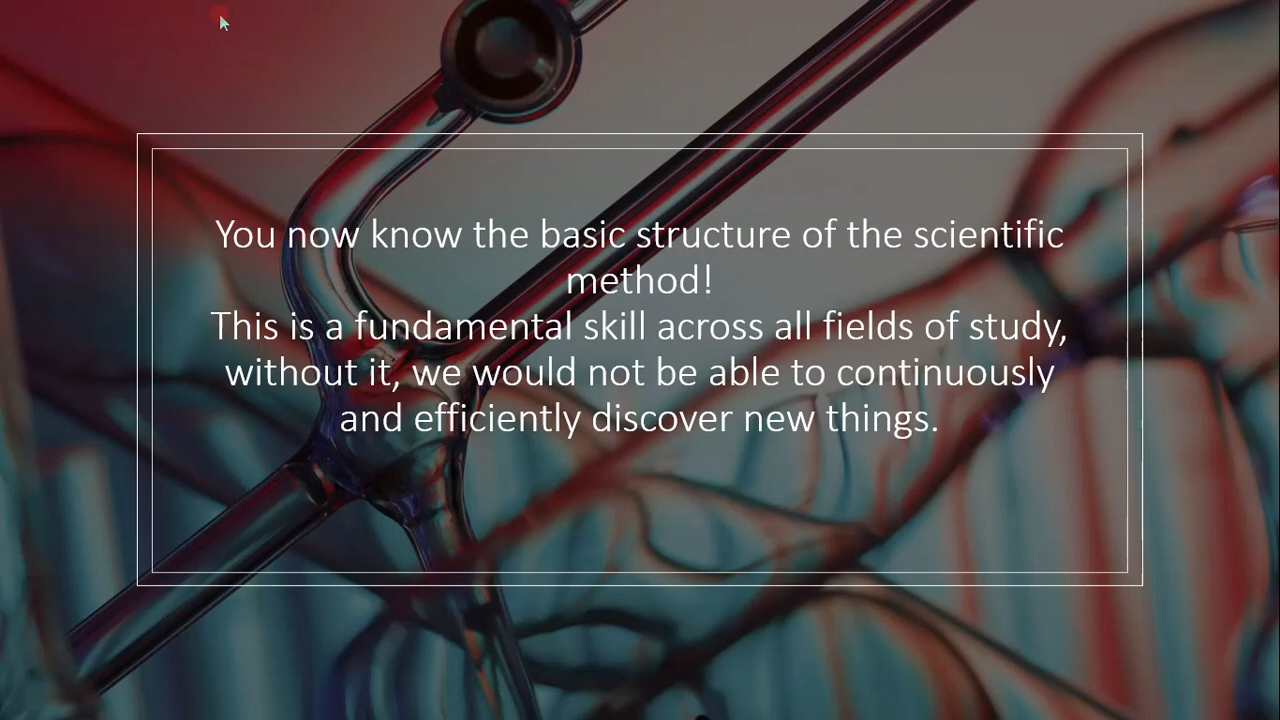 You now know the basic structure of the scientific
method!
This is a fundamental skill across all fields of study,
without it, we would not be able to continuously
and efficiently discover new things.